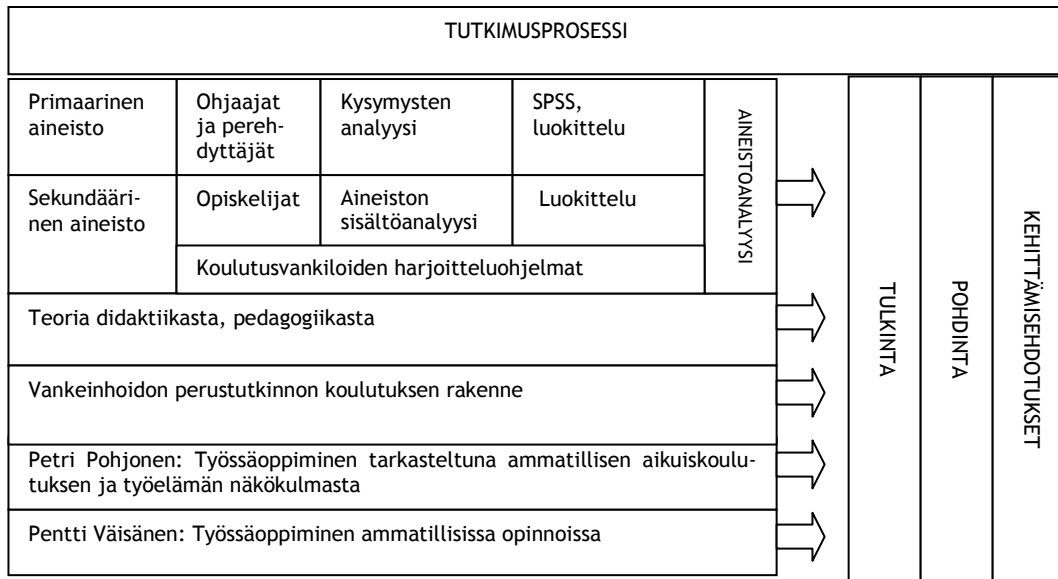 TUTKIMUSPROSESSI
Primaarinen
aineisto
Ohjaajat
ja pereh-
dyttäjät
Kysymysten
analyysi
SPSS,
luokittelu
Sekundääri-
nen aineisto
Opiskelijat
Aineiston
sisältöanalyysi
Luokittelu
Koulutusvankiloiden harjoitteluohjelmat
AINEISTOANALYYSI
Teoria didaktiikasta, pedagogiikasta
Vankeinhoidon perustutkinnon koulutuksen rakenne
Petri Pohjonen: Työssäoppiminen tarkasteltuna ammatillisen aikuiskoulu-
tuksen ja työelämän näkökulmasta
Pentti Väisänen: Työssäoppiminen ammatillisissa opinnoissa
TULKINTA
POHDINTA
KEHITTÄMISEHDOTUKSET